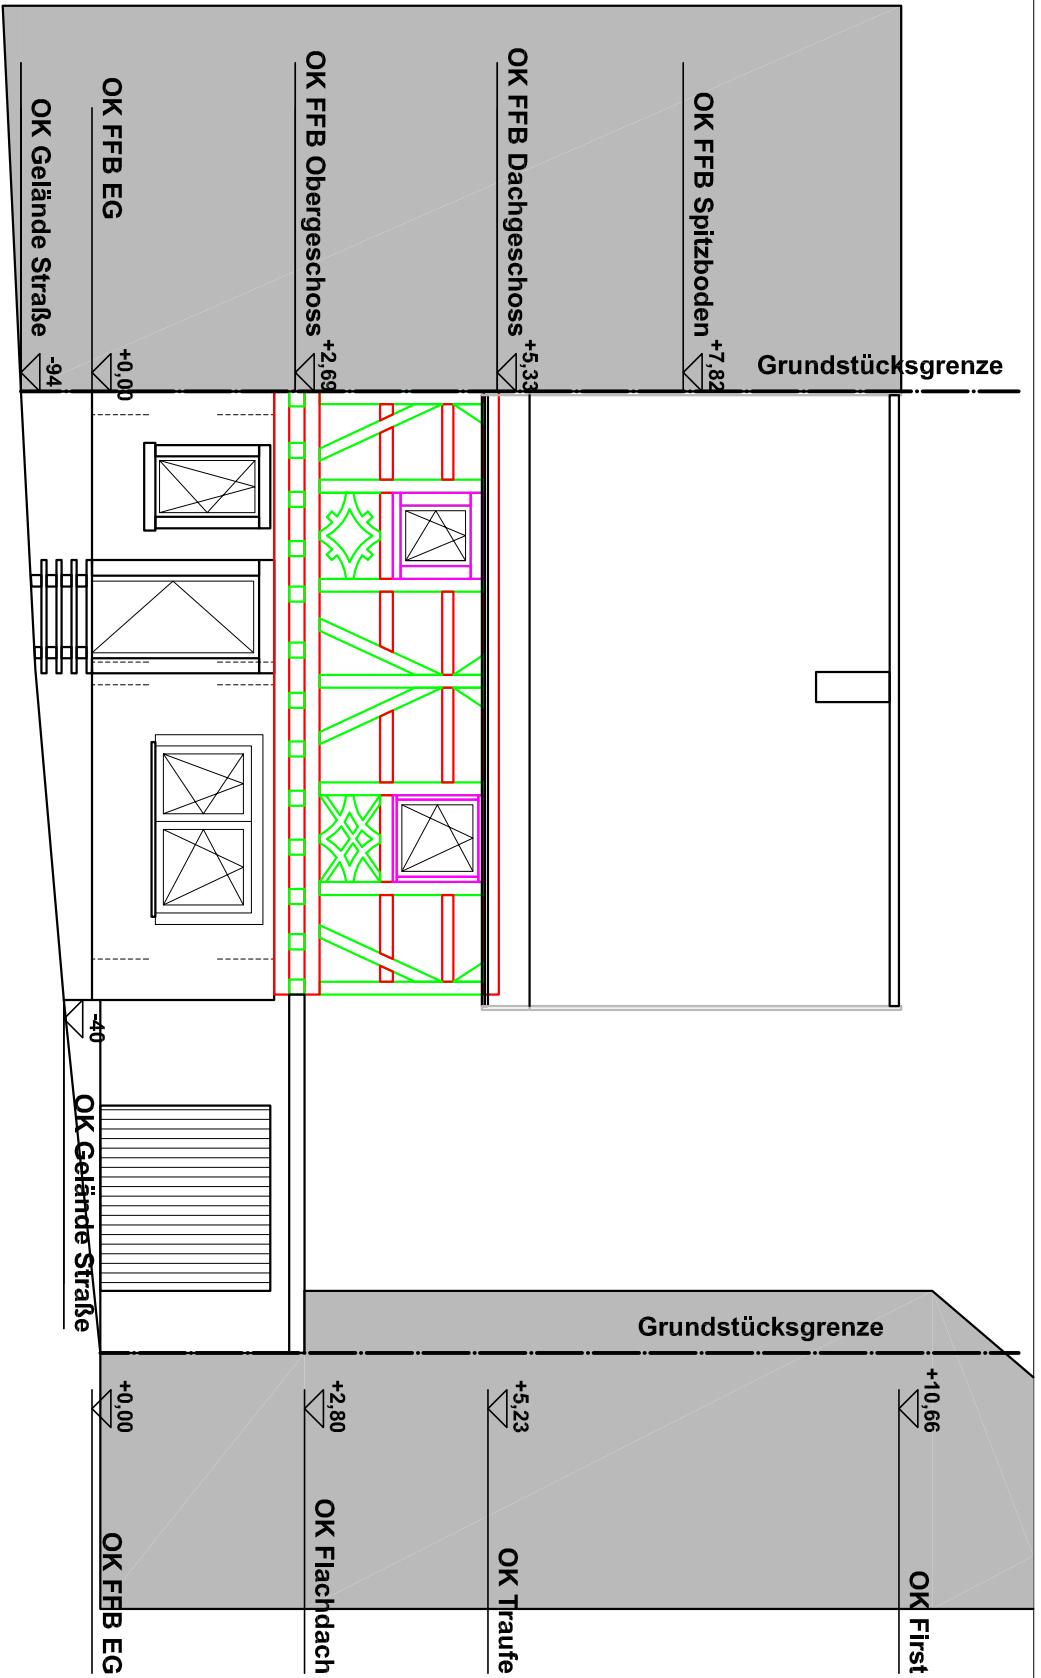 OK FFB Spitzboden
+7,82
OK FFB Dachgeschoss
+5,33
OK FFB Obergeschoss
+2,69
OK FFB EG
+0,00
OK Gelände Straße
-94
Grundstücksgrenze
-40
OK Gelände Straße
Grundstücksgrenze
+10,66
OK First
+5,23
OK Traufe
+2,80
OK Flachdach
+0,00
OK FFB EG